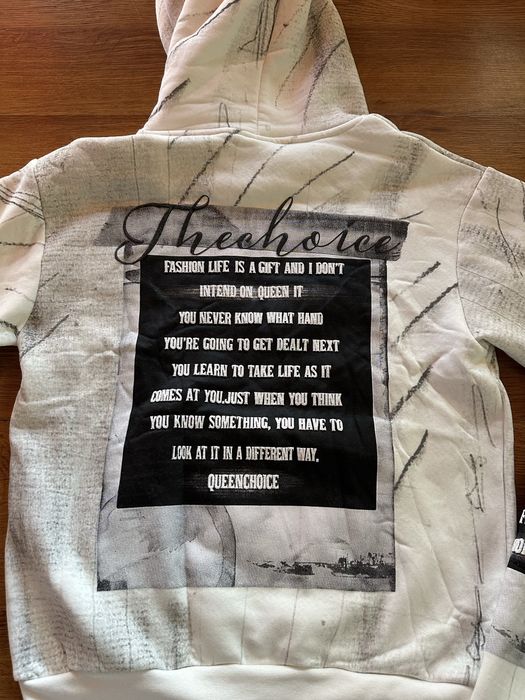 Thechoice
FASHION LIFE IS A GIFT AND I DON'T
INTEND ON QUEEN IT
YOU NEVER KNOW WHAT HAND
YOU'RE GOING TO GET DEALT NEXT
YOU LEARN TO TAKE LIFE AS IT
COMES AT YOU.JUST WHEN YOU THINK
YOU KNOW SOMETHING, YOU HAVE TO
LOOK AT IT IN A DIFFERENT WAY.
QUEENCHOICE